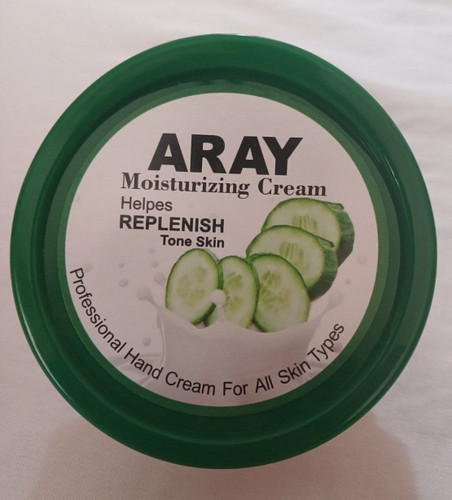 ARAY
Moisturizing Cream
Helpes
REPLENISH
Tone Skin
Professional Hand Cream For All Skin Types